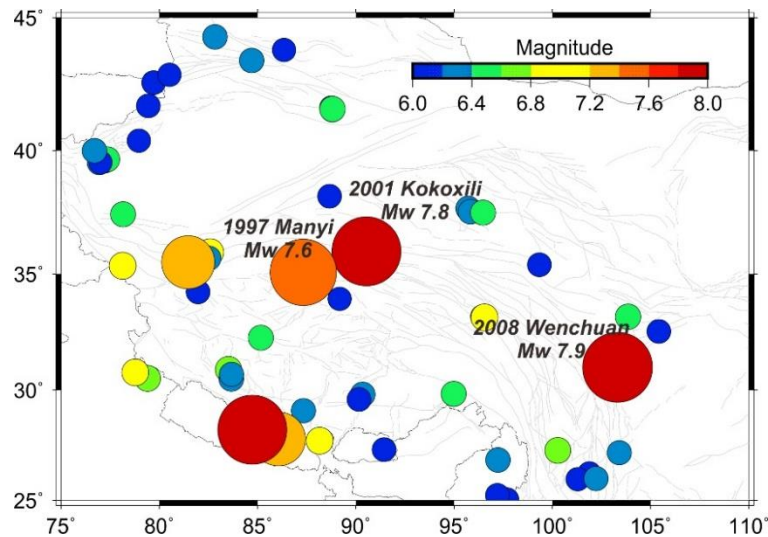 45°
40°
35°
30°
25°
Magnitude
6.0 6.4 6.8 7.2 7.6 8.0
2001 Kokoxili
Mw 7.8
1997 Manyi
Mw 7.6
2008 Wenchuan
Mw 7.9
75° 80° 85° 90° 95° 100° 105° 110°